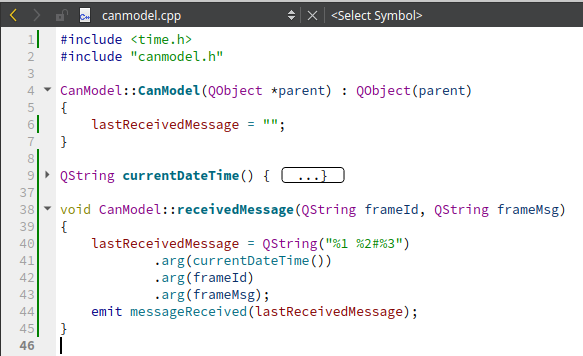 canmodel.cpp <Select Symbol>
1 #include <time.h>
2 #include "canmodel.h"
3
4 CanModel::CanModel(QObject *parent) : QObject(parent)
5 {
6     lastReceivedMessage = "";
7 }
8
9 QString currentDateTime() { ...}
37
38 void CanModel::receivedMessage(QString frameId, QString frameMsg)
39 {
40     lastReceivedMessage = QString("%1 %2#%3")
41             .arg(currentDateTime())
42             .arg(frameId)
43             .arg(frameMsg);
44     emit messageReceived(lastReceivedMessage);
45 }
46